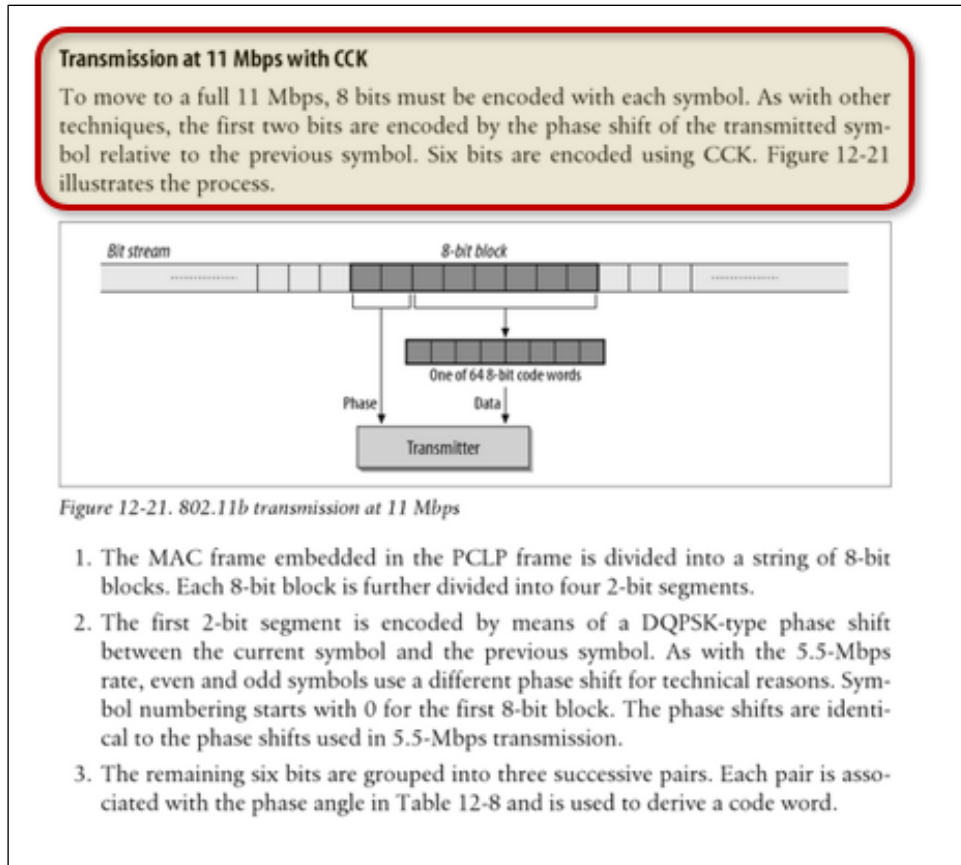 Transmission at 11 Mbps with CCK
To move to a full 11 Mbps, 8 bits must be encoded with each symbol. As with other
techniques, the first two bits are encoded by the phase shift of the transmitted sym-
bol relative to the previous symbol. Six bits are encoded using CCK. Figure 12-21
illustrates the process.
Bit stream
8-bit block
One of 64 8-bit code words
Phase
Data
Transmitter
Figure 12-21. 802.11b transmission at 11 Mbps
1. The MAC frame embedded in the PCLP frame is divided into a string of 8-bit
blocks. Each 8-bit block is further divided into four 2-bit segments.
2. The first 2-bit segment is encoded by means of a DQPSK-type phase shift
between the current symbol and the previous symbol. As with the 5.5-Mbps
rate, even and odd symbols use a different phase shift for technical reasons. Sym-
bol numbering starts with 0 for the first 8-bit block. The phase shifts are identi-
cal to the phase shifts used in 5.5-Mbps transmission.
3. The remaining six bits are grouped into three successive pairs. Each pair is asso-
ciated with the phase angle in Table 12-8 and is used to derive a code word.